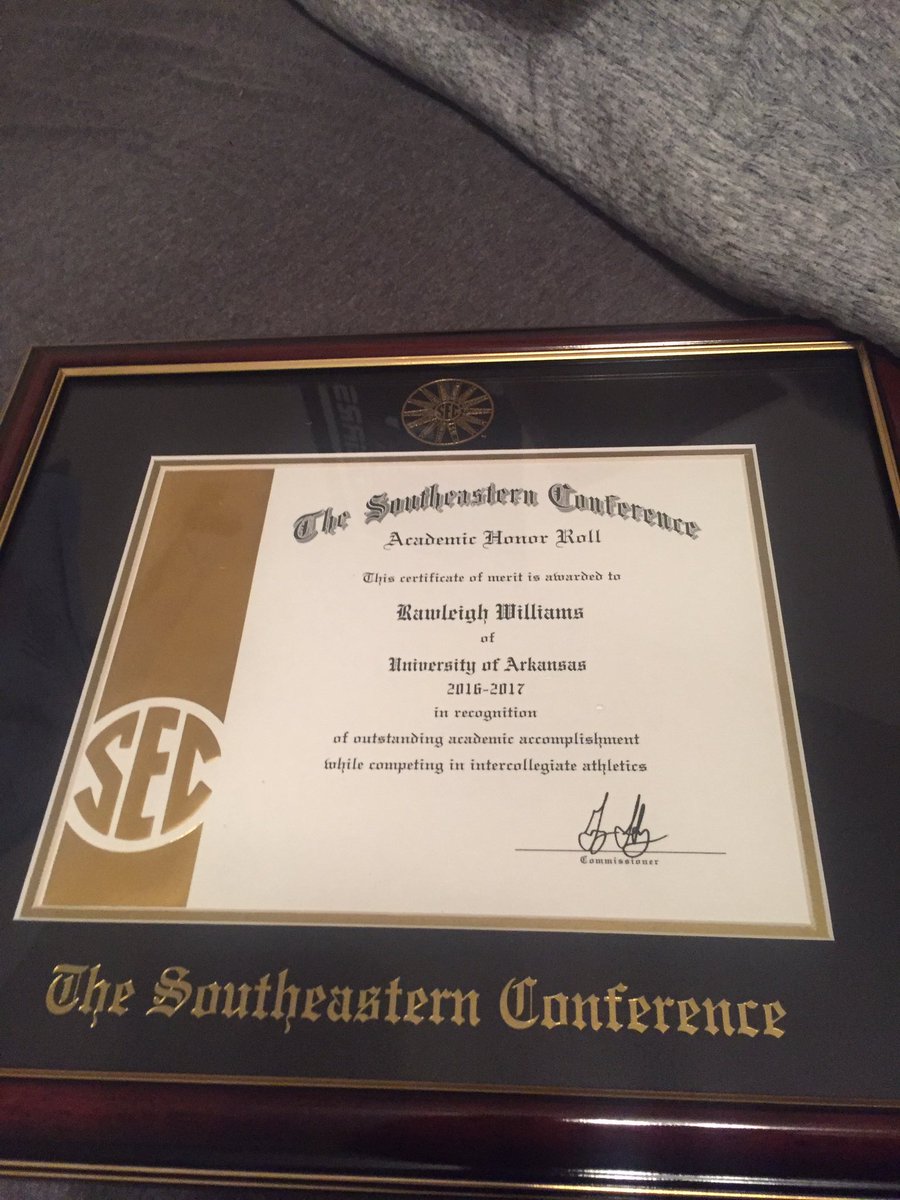 SEC
The Southeastern Conference
Academic Honor Roll
This certificate of merit is awarded to
Rawleigh Williams
of
University of Arkansas
2016-2017
in recognition
of outstanding academic accomplishment
while competing in intercollegiate athletics
SEC
Commissioner
The Southeastern Conference